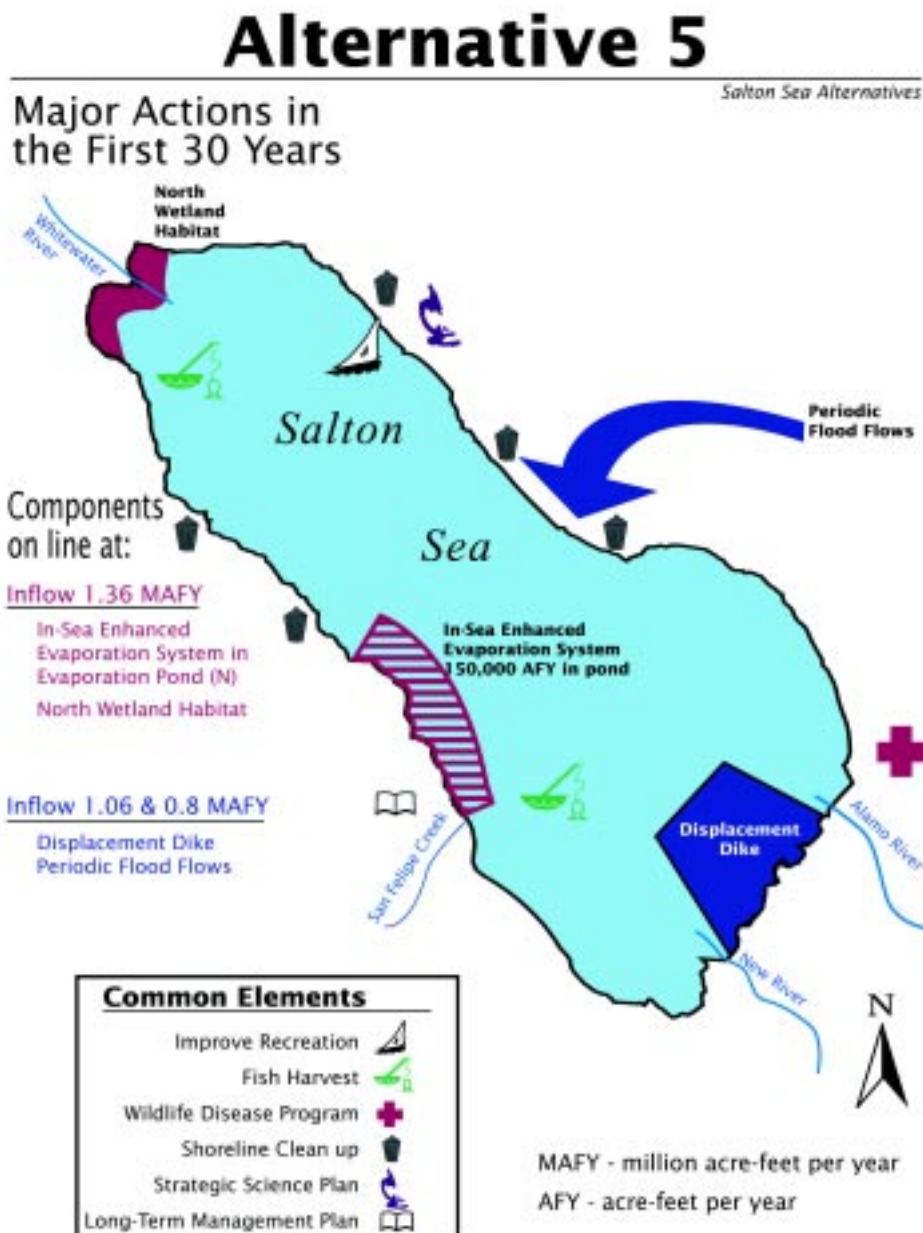 Alternative 5
Salton Sea Alternatives
Major Actions in
the First 30 Years
North
Wetland
Habitat
Whitewater
River
Salton
Sea
Periodic
Flood Flows
Components
on line at:
Inflow 1.36 MAFY
In-Sea Enhanced
Evaporation System in
Evaporation Pond (N)
North Wetland Habitat
In-Sea Enhanced
Evaporation System
150,000 AFY in pond
Inflow 1.06 & 0.8 MAFY
Displacement Dike
Periodic Flood Flows
San Felipe Creek
Displacement
Dike
Alamo River
New River
N
Common Elements
Improve Recreation
Fish Harvest
Wildlife Disease Program
Shoreline Clean up
Strategic Science Plan
Long-Term Management Plan
MAFY - million acre-feet per year
AFY - acre-feet per year